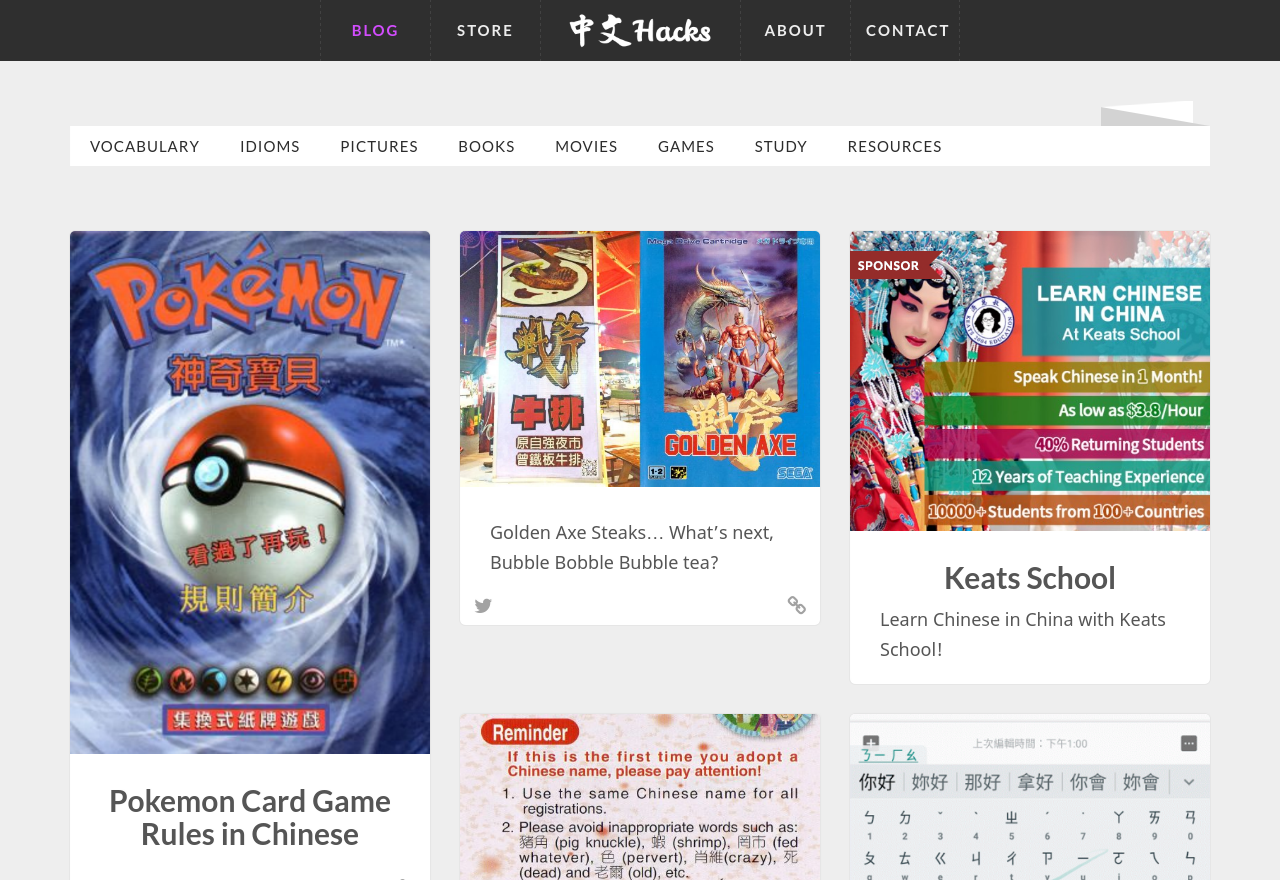 BLOG
STORE
中文Hacks
ABOUT
CONTACT
VOCABULARY
IDIOMS
PICTURES
BOOKS
MOVIES
GAMES
STUDY
RESOURCES
POKéMON
TM
神奇寶貝
看過了再玩！
規則簡介
集換式紙牌遊戲
Pokemon Card Game
Rules in Chinese
戰斧
牛排
原自強夜市
曾鐵板牛排
Mega Drive Cartridge
戦斧
GOLDEN AXE
1-2
SEGA
Golden Axe Steaks… What’s next,
Bubble Bobble Bubble tea?
SPONSOR
LEARN CHINESE
IN CHINA
At Keats School
Speak Chinese in 1 Month!
As low as $3.8/Hour
40% Returning Students
12 Years of Teaching Experience
10000+Students from 100+Countries
Keats School
Learn Chinese in China with Keats
School!
Reminder
If this is the first time you adopt a
Chinese name, please pay attention!
1. Use the same Chinese name for all
registrations.
2. Please avoid inappropriate words such as:
豬角 (pig knuckle), 蝦 (shrimp), 罔市 (fed
whatever), 色 (pervert), 肖維(crazy), 死
(dead) and 老爾 (old), etc.
上次編輯時間：下午1:00
ㄋㄧㄏㄠ
你好 妳好 那好 拿好 你會 妳會
ㄅ ㄉ ˇ ˋ ㄓ ˊ ˙ ㄚ ㄞ ㄢ
1 2 3 4 5 6 7 8 9 0
ㄆ ㄊ ㄍ ㄐ ㄔ ㄗ ㄧ ㄛ ㄟ ㄣ